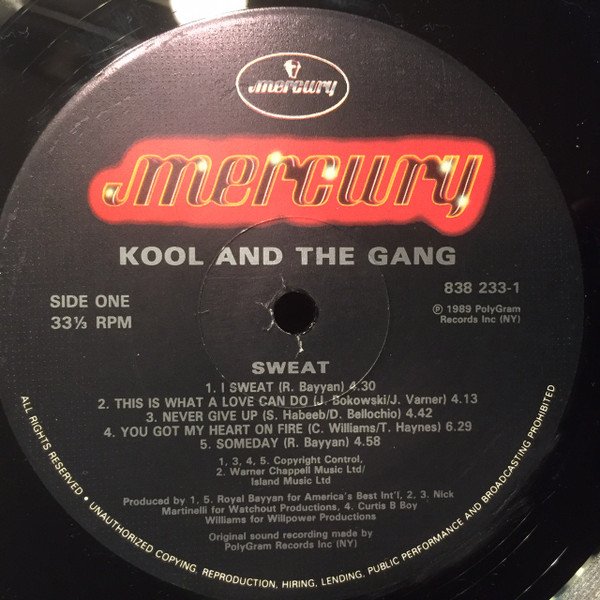 mercury
mercury
KOOL AND THE GANG
SIDE ONE
33⅓ RPM
838 233-1
℗ 1989 PolyGram
Records Inc (NY)
SWEAT
1. I SWEAT (R. Bayyan) 4.30
2. THIS IS WHAT A LOVE CAN DO (J. Bokowski/J. Varner) 4.13
3. NEVER GIVE UP (S. Habeeb/D. Bellochio) 4.42
4. YOU GOT MY HEART ON FIRE (C. Williams/T. Haynes) 6.29
5. SOMEDAY (R. Bayyan) 4.58
1, 3, 4, 5. Copyright Control,
2. Warner Chappell Music Ltd/
Island Music Ltd
Produced by 1, 5. Royal Bayyan for America's Best Int'l, 2, 3. Nick
Martinelli for Watchout Productions, 4. Curtis B Boy
Williams for Willpower Productions
Original sound recording made by
PolyGram Records Inc (NY)
ALL RIGHTS RESERVED • UNAUTHORIZED COPYING, REPRODUCTION, HIRING, LENDING, PUBLIC PERFORMANCE AND BROADCASTING PROHIBITED